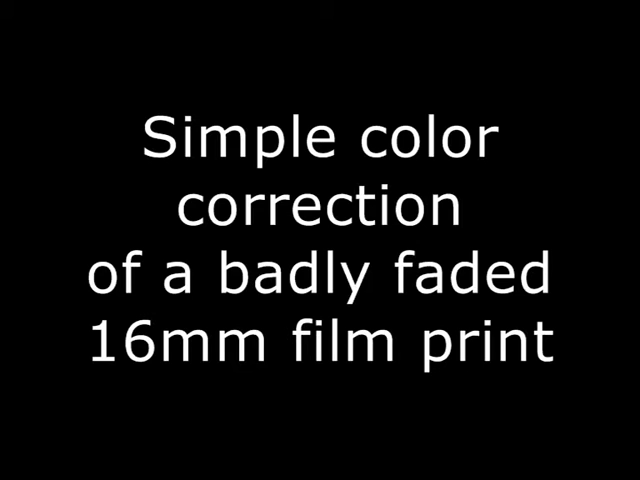 Simple color
correction
of a badly faded
16mm film print